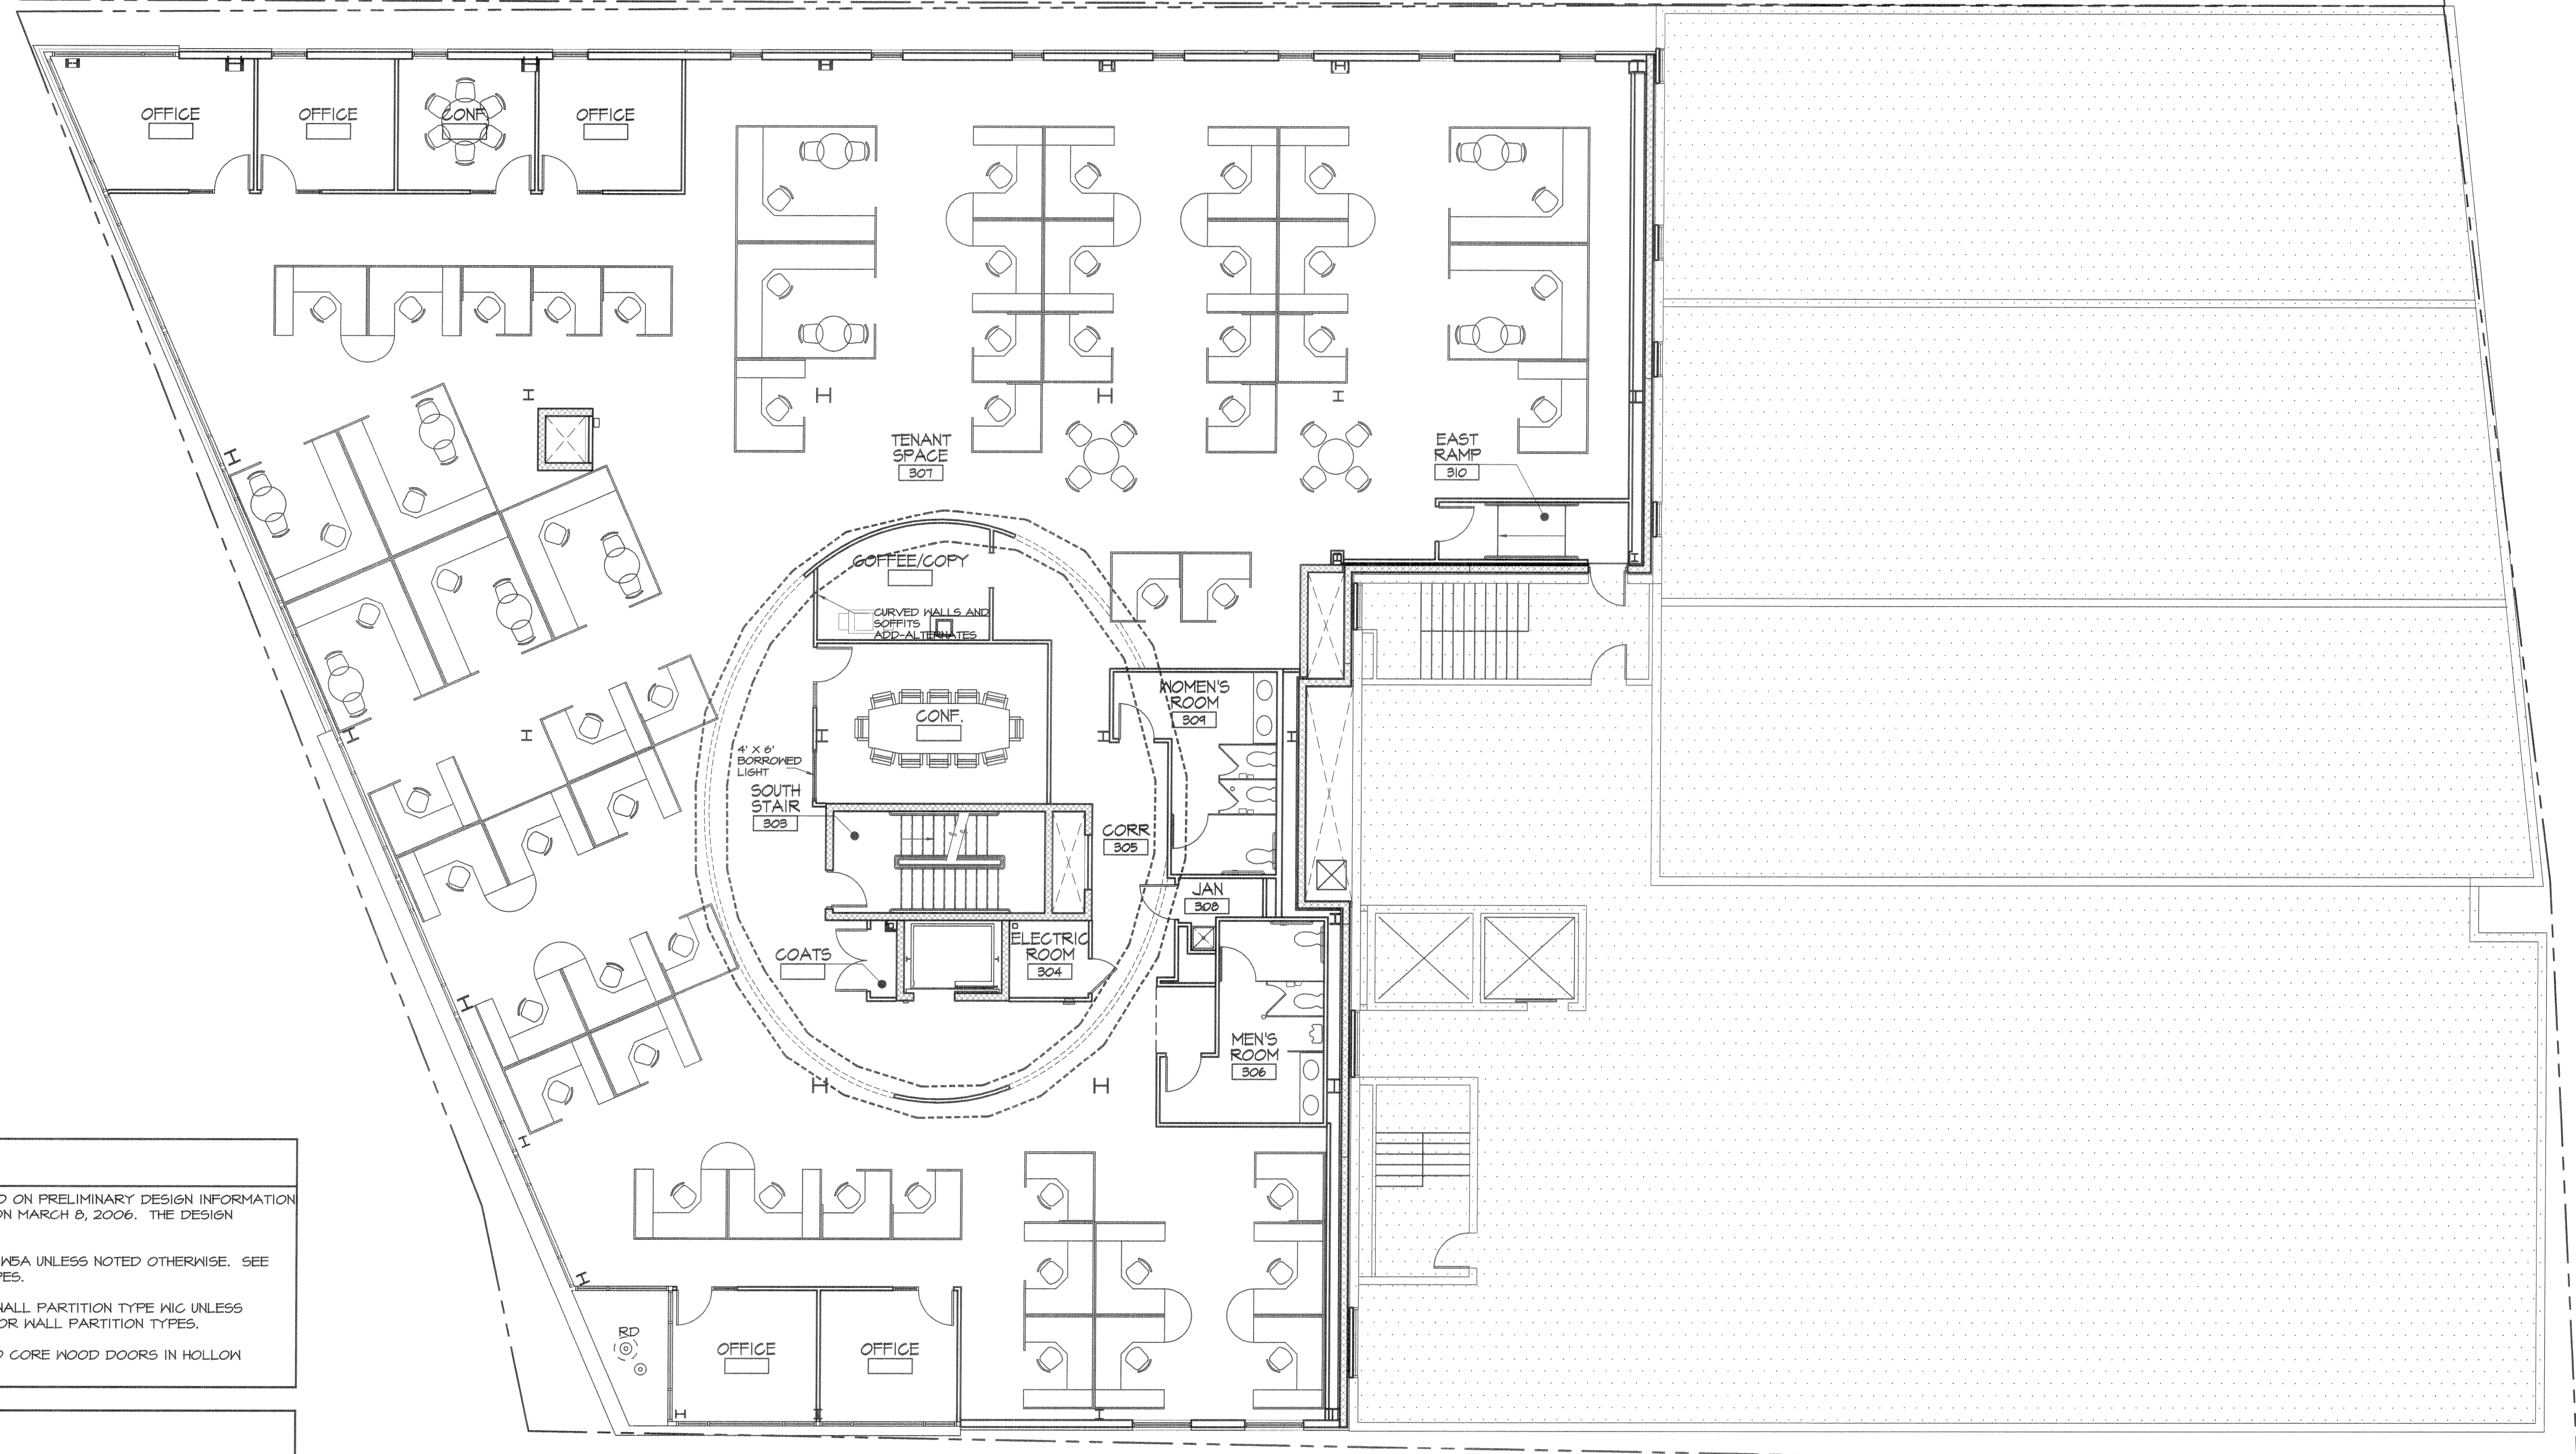 OFFICE
OFFICE
CONF.
OFFICE
TENANT
SPACE
307
EAST
RAMP
310
COFFEE/COPY
CURVED WALLS AND
SOFFITS
ADD-ALTERNATES
WOMEN'S
ROOM
309
CONF.
4' X 6'
BORROWED
LIGHT
SOUTH
STAIR
303
CORR
305
JAN
308
COATS
ELECTRIC
ROOM
304
MEN'S
ROOM
306
D ON PRELIMINARY DESIGN INFORMATION
ON MARCH 8, 2006. THE DESIGN
W5A UNLESS NOTED OTHERWISE. SEE
PES.
WALL PARTITION TYPE W1C UNLESS
OR WALL PARTITION TYPES.
D CORE WOOD DOORS IN HOLLOW
RD
OFFICE
OFFICE